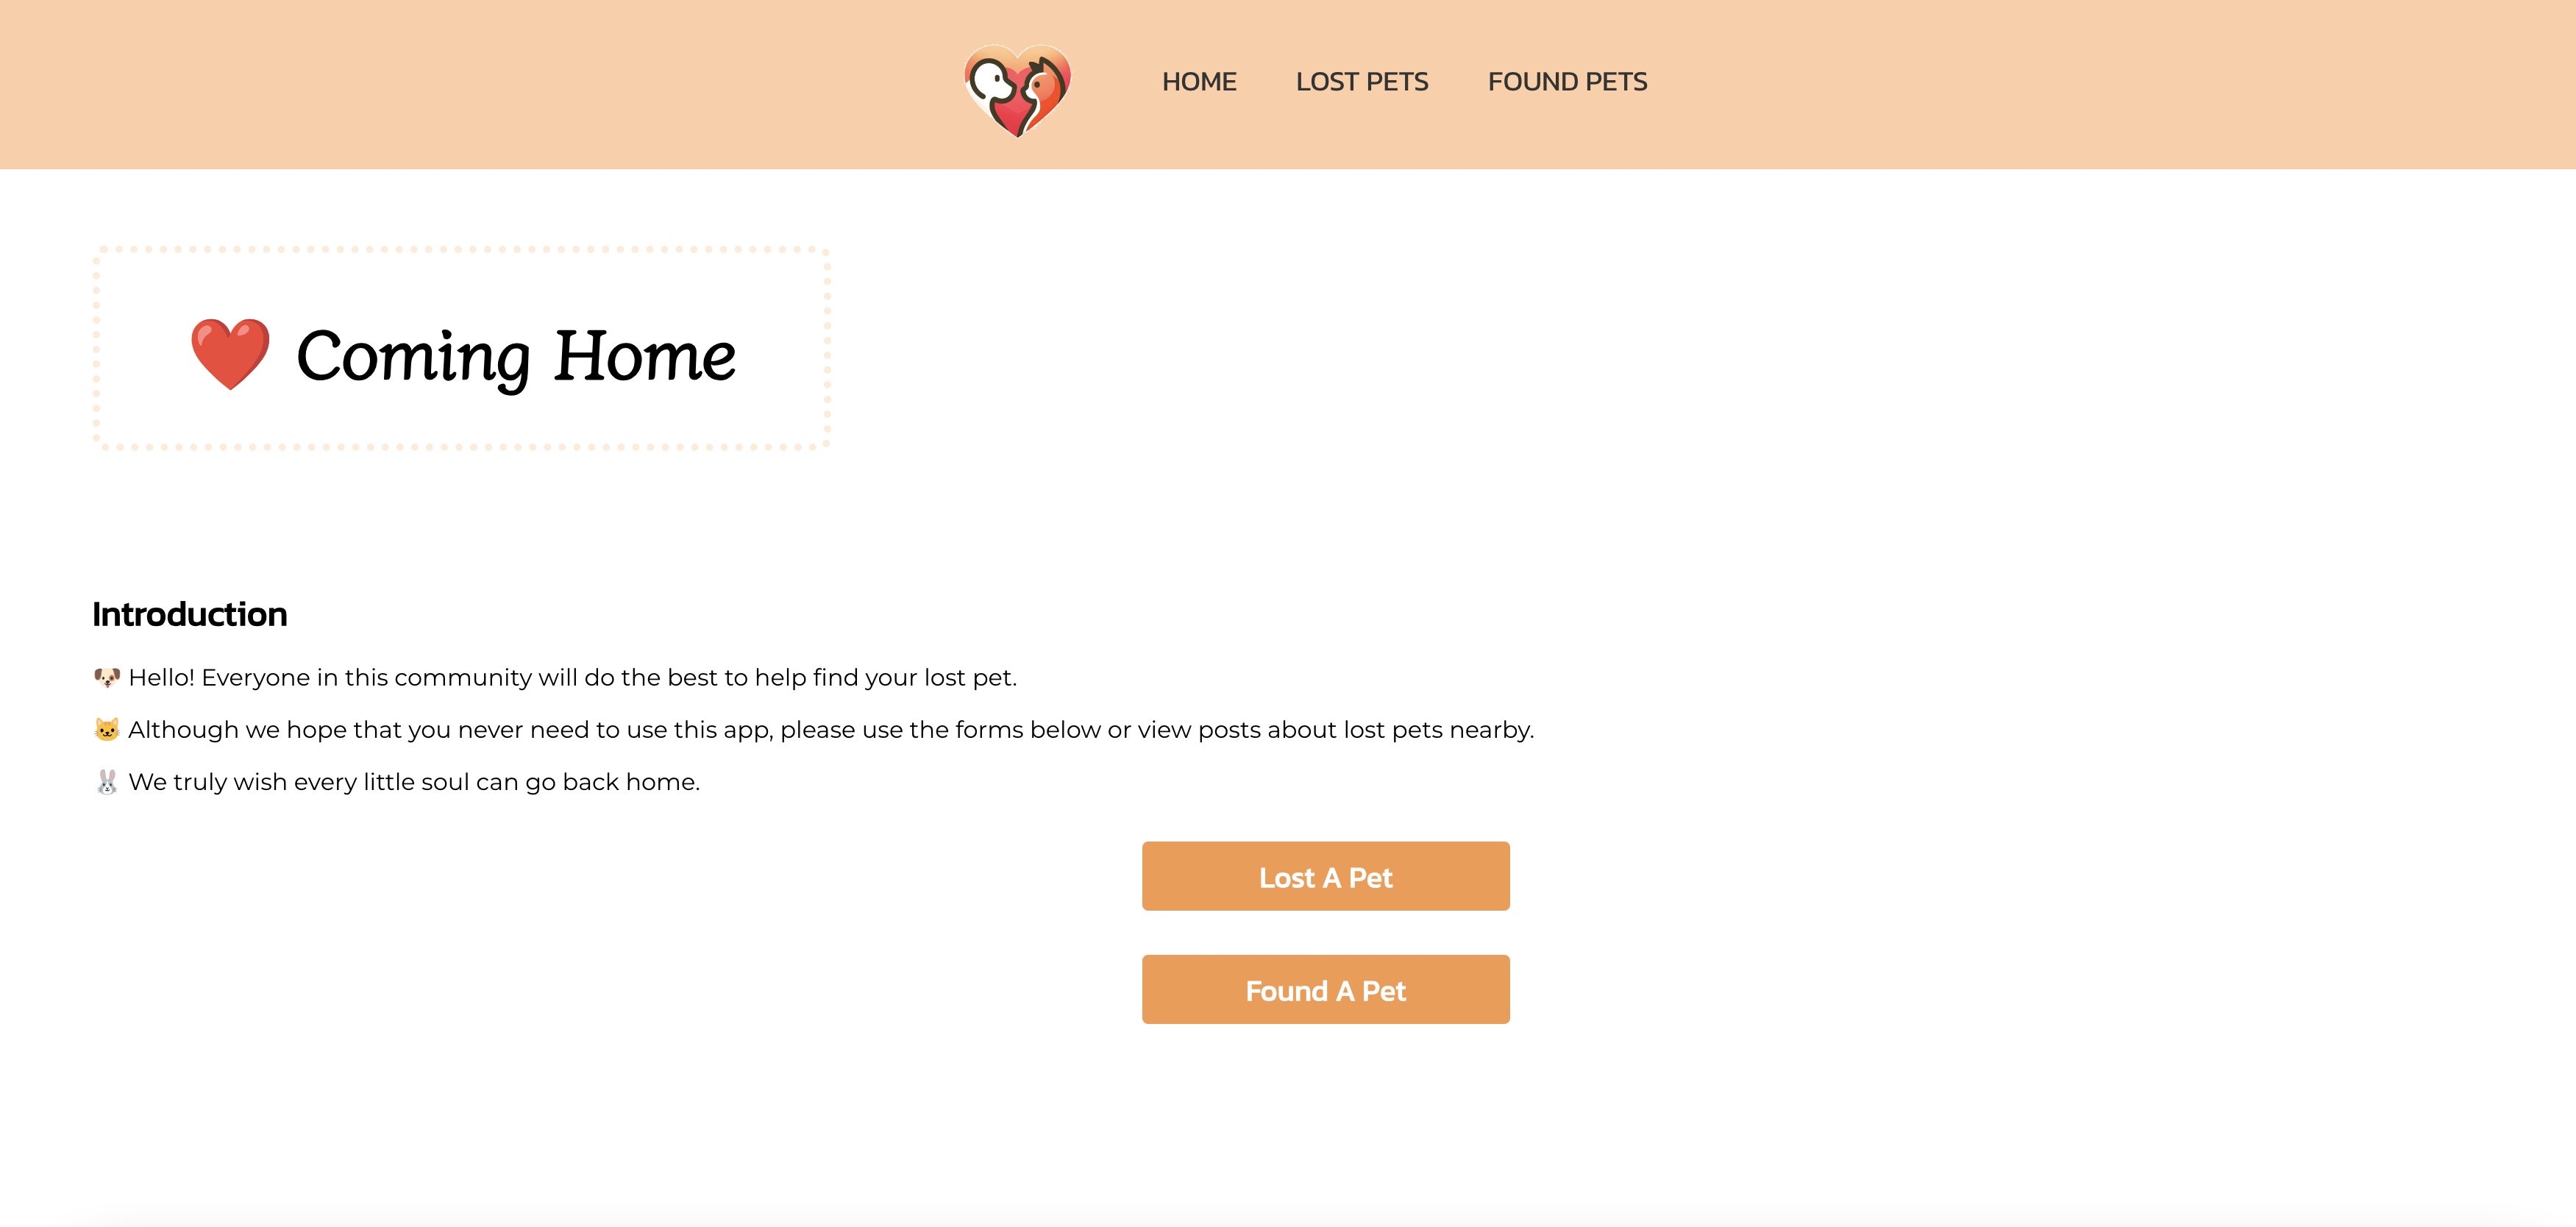 HOME LOST PETS FOUND PETS
❤️ Coming Home
Introduction
🐶 Hello! Everyone in this community will do the best to help find your lost pet.
🐱 Although we hope that you never need to use this app, please use the forms below or view posts about lost pets nearby.
🐰 We truly wish every little soul can go back home.
Lost A Pet
Found A Pet